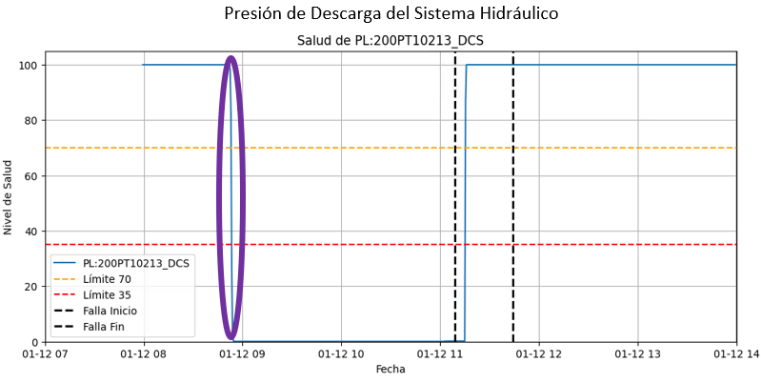 Presión de Descarga del Sistema Hidráulico
Salud de PL:200PT10213_DCS
100
80
60
40
20
0
Nivel de Salud
PL:200PT10213_DCS
Límite 70
Límite 35
Falla Inicio
Falla Fin
01-12 07 01-12 08 01-12 09 01-12 10 01-12 11 01-12 12 01-12 13 01-12 14
Fecha